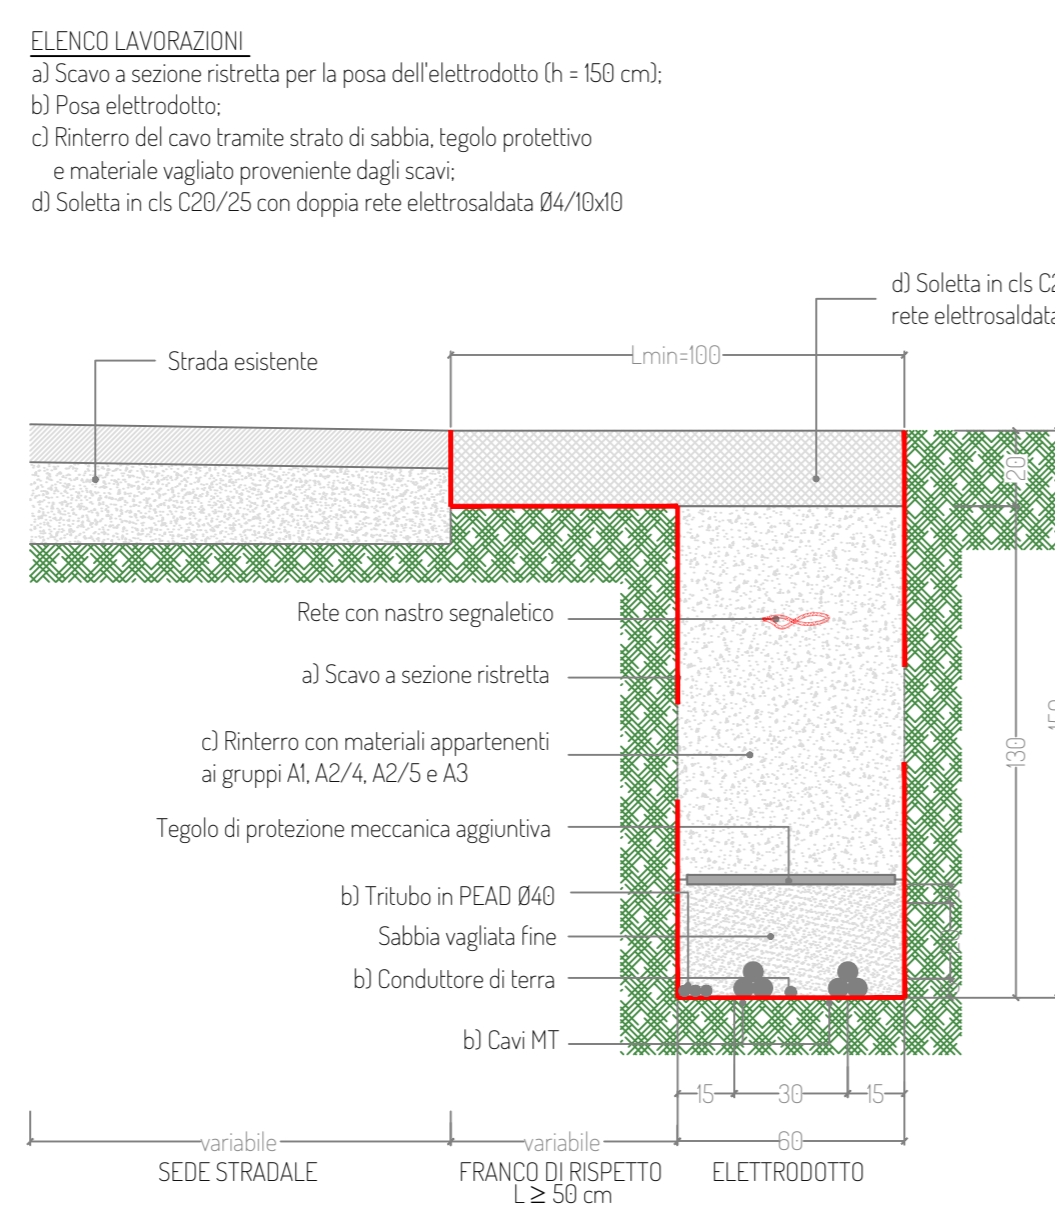 ELENCO LAVORAZIONI
a) Scavo a sezione ristretta per la posa dell'elettrodotto (h = 150 cm);
b) Posa elettrodotto;
c) Rinterro del cavo tramite strato di sabbia, tegolo protettivo
e materiale vagliato proveniente dagli scavi;
d) Soletta in cls C20/25 con doppia rete elettrosaldata Ø4/10x10
d) Soletta in cls
rete elettrosaldata
Lmin=100
Strada esistente
20
Rete con nastro segnaletico
a) Scavo a sezione ristretta
c) Rinterro con materiali appartenenti
ai gruppi A1, A2/4, A2/5 e A3
130
Tegolo di protezione meccanica aggiuntiva
b) Tritubo in PEAD Ø40
Sabbia vagliata fine
b) Conduttore di terra
b) Cavi MT
15
30
15
variabile
variabile
60
SEDE STRADALE
FRANCO DI RISPETTO
ELETTRODOTTO
L ≥ 50 cm